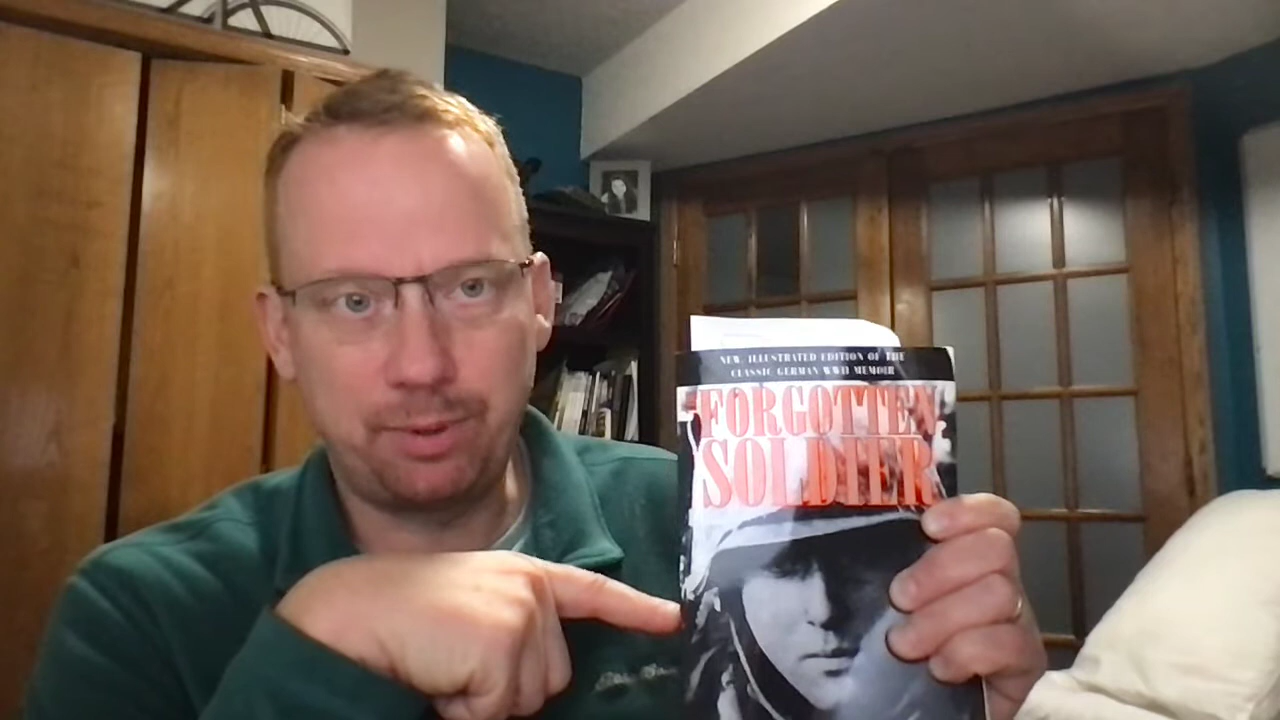 NEW ILLUSTRATED EDITION OF THE
CLASSIC GERMAN WWII MEMOIR
FORGOTTEN
SOLDIER